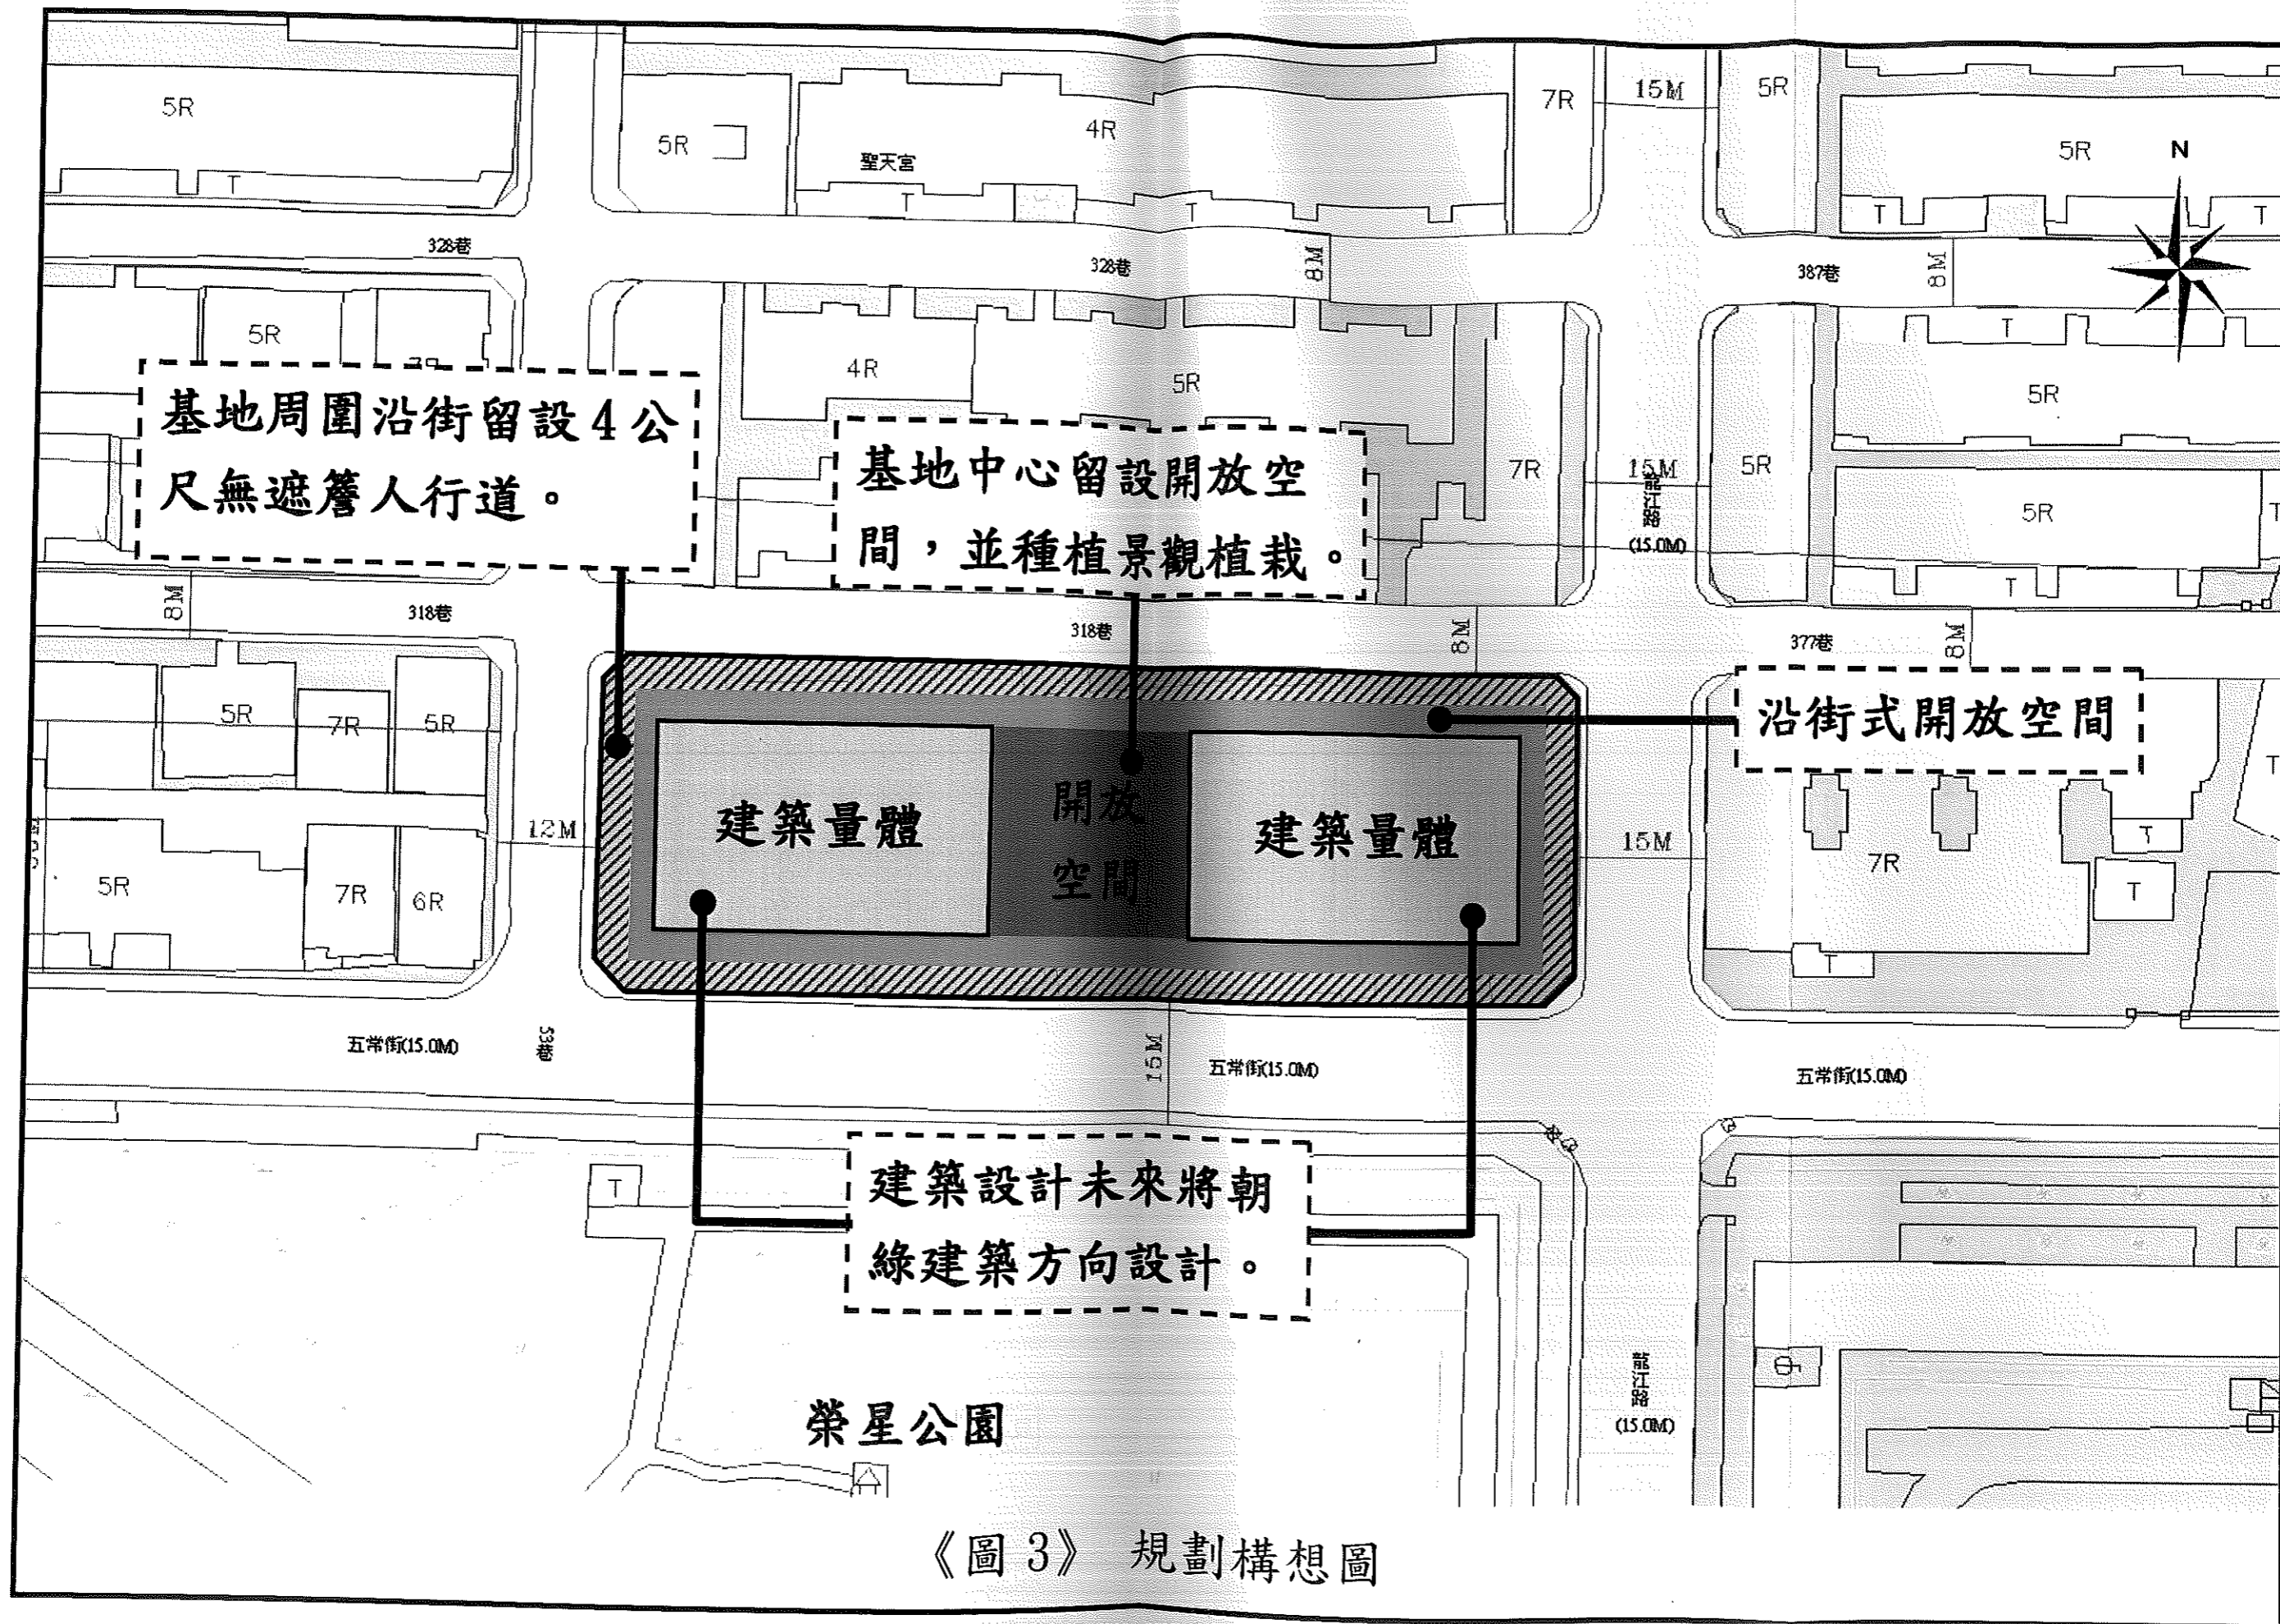 5R
5R
聖天宮
4R
7R
15M
5R
5R
N
T
T
T
T
T
328巷
328巷
8M
387巷
8M
5R
4R
5R
T
5R
基地周圍沿街留設4公
尺無遮簷人行道。
基地中心留設開放空
間，並種植景觀植栽。
7R
15M
龍江路
(15.0M)
5R
5R
T
T
8M
318巷
318巷
8M
377巷
8M
沿街式開放空間
5R
7R
5R
12M
建築量體
開放
空間
建築量體
15M
7R
T
T
T
T
5R
7R
6R
五常街(15.0M)
53巷
15M
五常街(15.0M)
五常街(15.0M)
T
建築設計未來將朝
綠建築方向設計。
龍江路
(15.0M)
榮星公園
《圖 3》 規劃構想圖